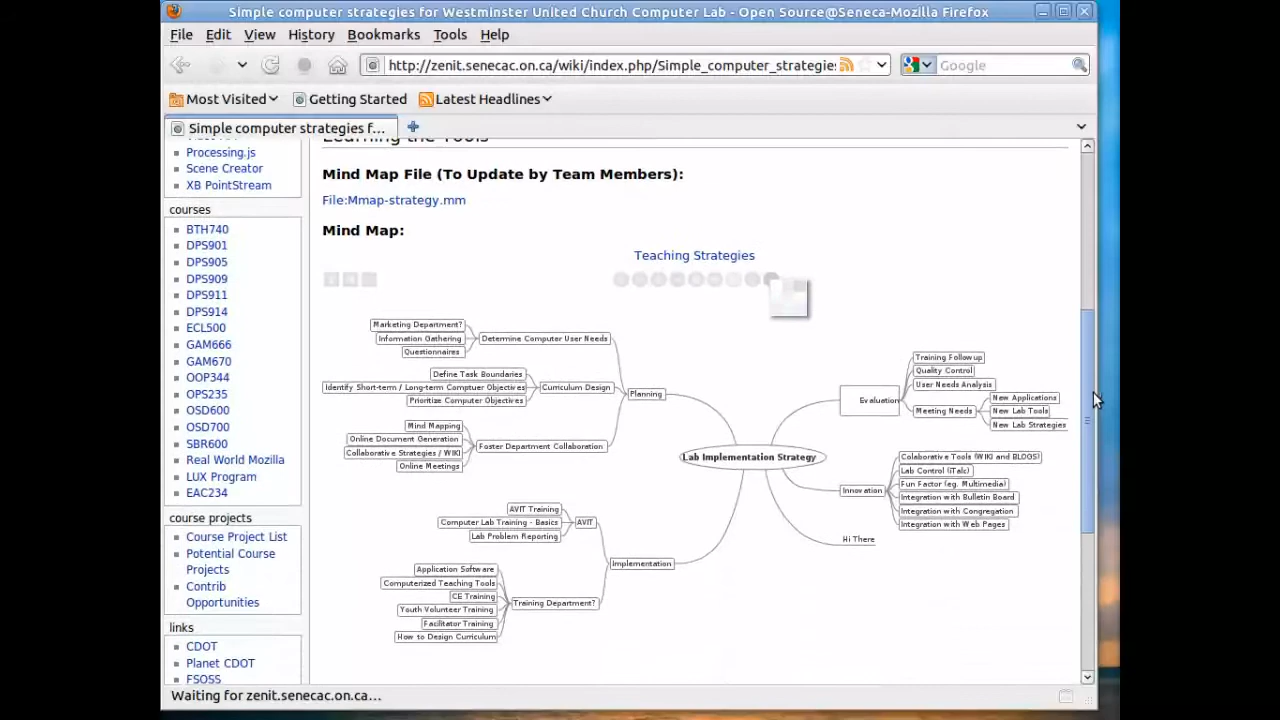 Simple computer strategies for Westminster United Church Computer Lab - Open Source@Seneca-Mozilla Firefox
File Edit View History Bookmarks Tools Help
http://zenit.senecac.on.ca/wiki/index.php/Simple_computer_strategie
Google
Most Visited Getting Started Latest Headlines
Simple computer strategies f...
Learning the Tools
Processing.js
Scene Creator
XB PointStream
courses
BTH740
DPS901
DPS905
DPS909
DPS911
DPS914
ECL500
GAM666
GAM670
OOP344
OPS235
OSD600
OSD700
SBR600
Real World Mozilla
LUX Program
EAC234
course projects
Course Project List
Potential Course
Projects
Contrib
Opportunities
links
CDOT
Planet CDOT
FSOSS
Mind Map File (To Update by Team Members):
File:Mmap-strategy.mm
Mind Map:
Teaching Strategies
Marketing Department?
Information Gathering
Questionnaires
Determine Computer User Needs
Define Task Boundaries
Identify Short-term / Long-term Comptuer Objectives
Prioritize Computer Objectives
Curriculum Design
Planning
Mind Mapping
Online Document Generation
Collaborative Strategies / WIKI
Online Meetings
Foster Department Collaboration
AVIT Training
Computer Lab Training - Basics
Lab Problem Reporting
AVIT
Implementation
Application Software
Computerized Teaching Tools
CE Training
Youth Volunteer Training
Facilitator Training
How to Design Curriculum
Training Department?
Lab Implementation Strategy
Evaluation
Training Followup
Quality Control
User Needs Analysis
Meeting Needs
New Applications
New Lab Tools
New Lab Strategies
Innovation
Colaborative Tools (WIKI and BLOGS)
Lab Control (iTalc)
Fun Factor (eg. Multimedia)
Integration with Bulletin Board
Integration with Congregation
Integration with Web Pages
Hi There
Waiting for zenit.senecac.on.ca...